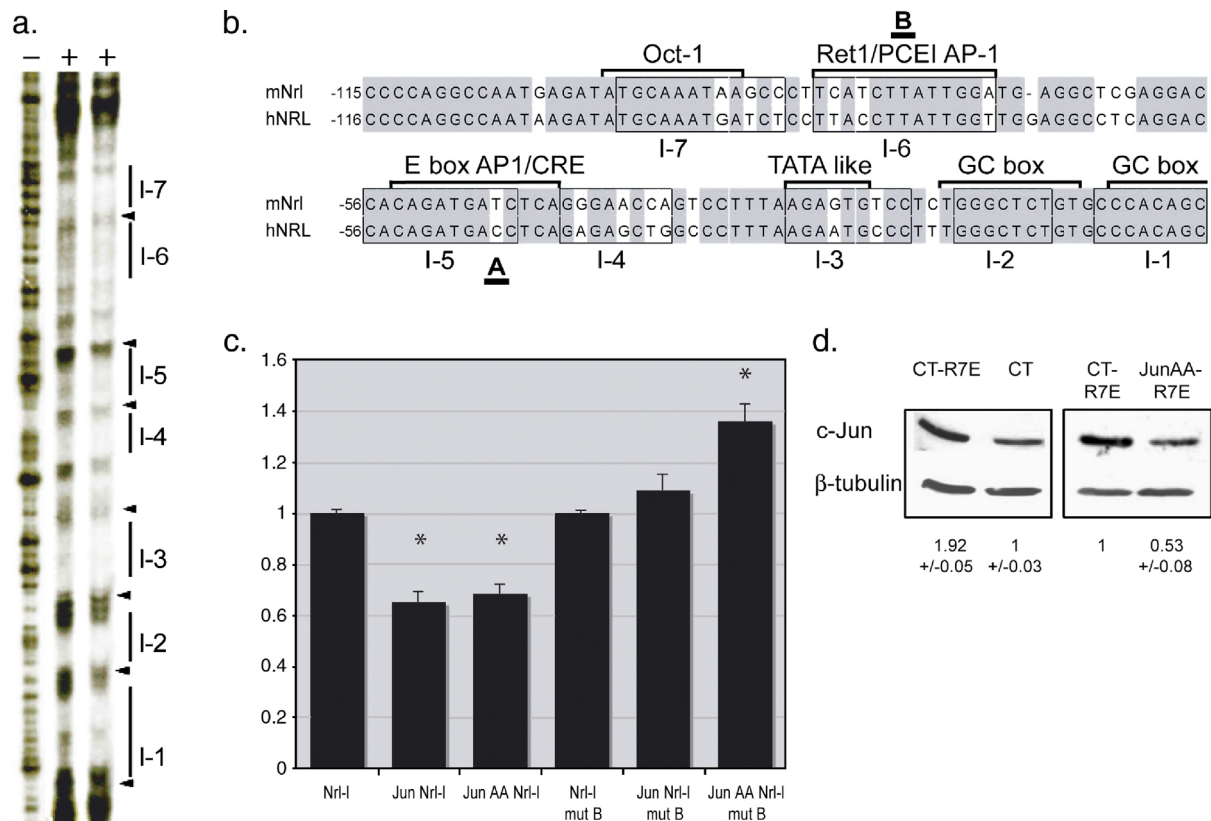 a.
– + +
I-7
I-6
I-5
I-4
I-3
I-2
I-1
b.
B
Oct-1 Ret1/PCEI AP-1
mNrl -115 CCCCAGGCCAATGAGATATGCAAATAAGCCCTTCATCTTATTGGATG-AGGCTCGAGGAC
hNRL -116 CCCCAGGCCAATAAGATATGCAAATGATCTCCTTACCTTATTGGTTGGAGGCCTCAGGAC
I-7 I-6
E box AP1/CRE TATA like GC box GC box
mNrl -56 CACAGATGATCTCAGGGAACCAGTCCTTTAAGAGTGTCCTCTGGGCTCTGTGCCCACAGC
hNRL -56 CACAGATGACCTCAGAGAGCTGGCCCTTTAAGAATGCCCTTTGGGCTCTGTGCCCACAGC
I-5 I-4 I-3 I-2 I-1
A
c.
1.6
1.4
1.2
1
0.8
0.6
0.4
0.2
0
* * *
Nrl-I Jun Nrl-I Jun AA Nrl-I Nrl-I mut B Jun Nrl-I mut B Jun AA Nrl-I mut B
d.
CT-R7E CT CT-R7E JunAA-R7E
c-Jun
β-tubulin
1.92 1 1 0.53
+/-0.05 +/-0.03 +/-0.08